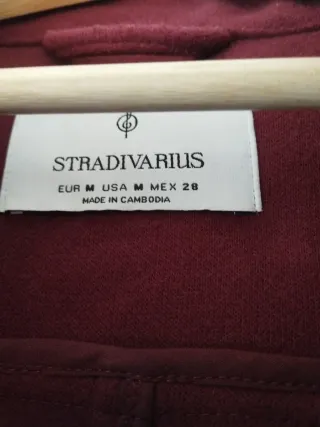 STRADIVARIUS
EUR M USA M MEX 28
MADE IN CAMBODIA